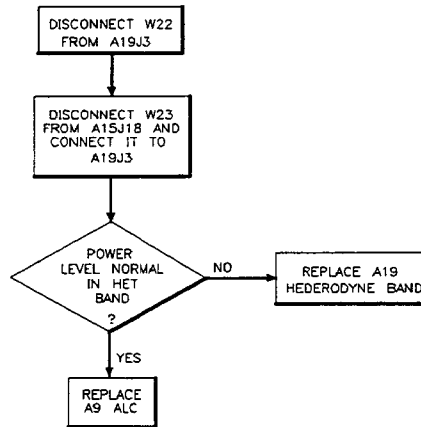 DISCONNECT W22
FROM A19J3
DISCONNECT W23
FROM A15J18 AND
CONNECT IT TO
A19J3
POWER
LEVEL NORMAL
IN HET
BAND
?
NO
REPLACE A19
HEDERODYNE BAND
YES
REPLACE
A9 ALC